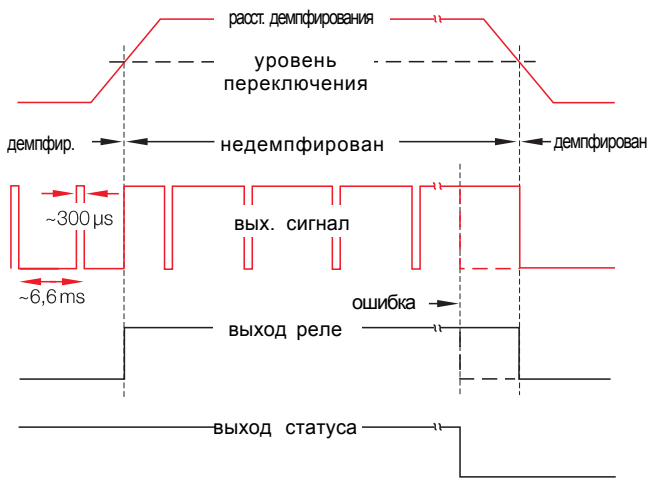 расст. демпфирования
уровень
переключения
демпфир.
недемпфирован
демпфирован
~300 µs
вых. сигнал
~6,6 ms
ошибка
выход реле
выход статуса